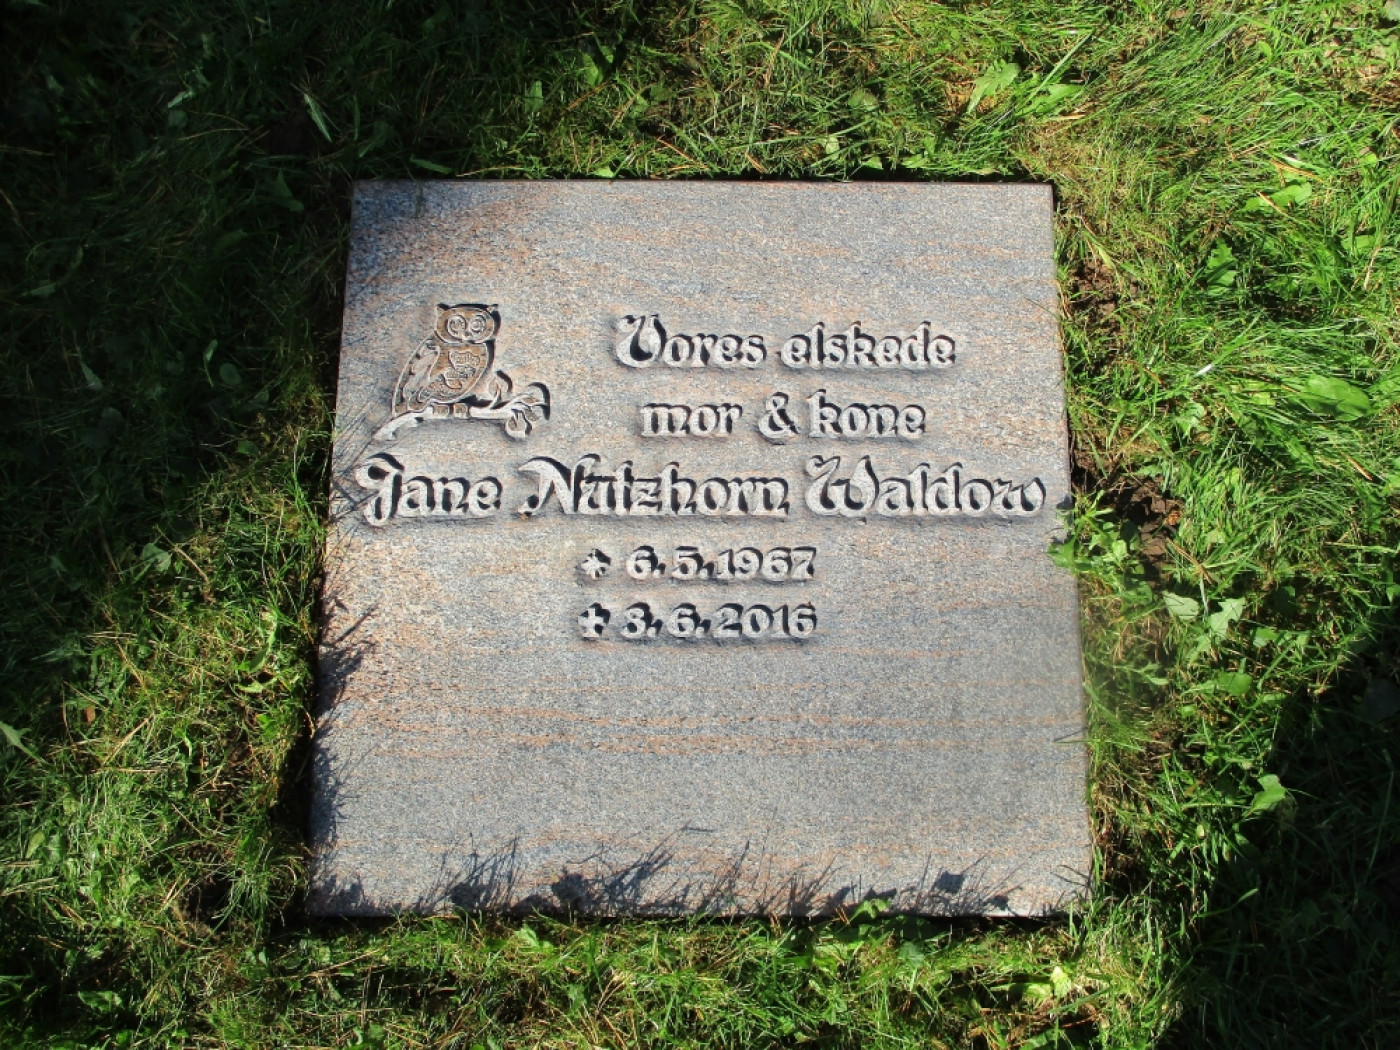 Vores elskede
mor & kone
Jane Nutzhorn Waldow
* 6.5.1967
✝ 3.6.2016